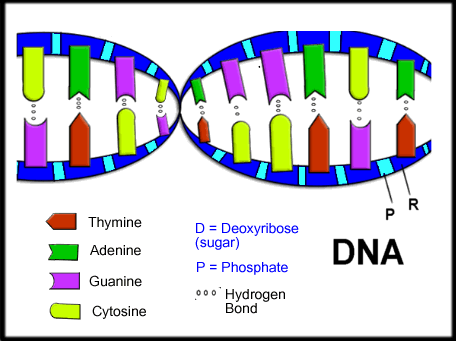 P
R
Thymine
Adenine
Guanine
Cytosine
D = Deoxyribose
(sugar)
P = Phosphate
Hydrogen
Bond
DNA